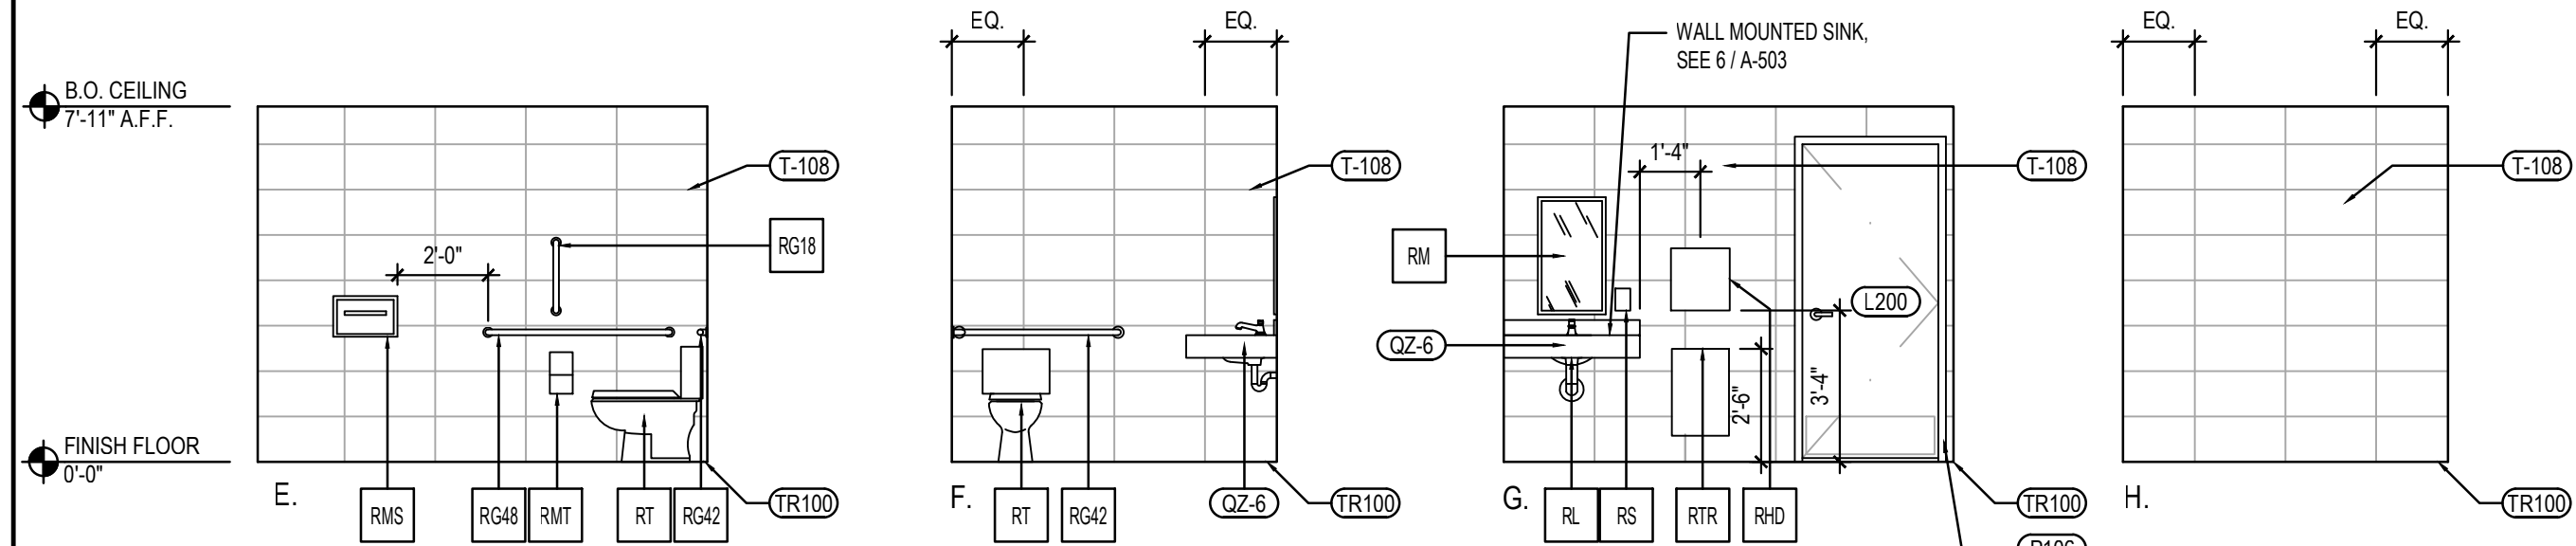 B.O. CEILING
7'-11" A.F.F.
FINISH FLOOR
0'-0"
2'-0"
T-108
RG18
E.
RMS
RG48
RMT
RT
RG42
TR100
EQ.
EQ.
T-108
F.
RT
RG42
QZ-6
TR100
WALL MOUNTED SINK,
SEE 6 / A-503
1'-4"
T-108
RM
L200
QZ-6
2'-6"
3'-4"
G.
RL
RS
RTR
RHD
TR100
EQ.
EQ.
T-108
H.
TR100